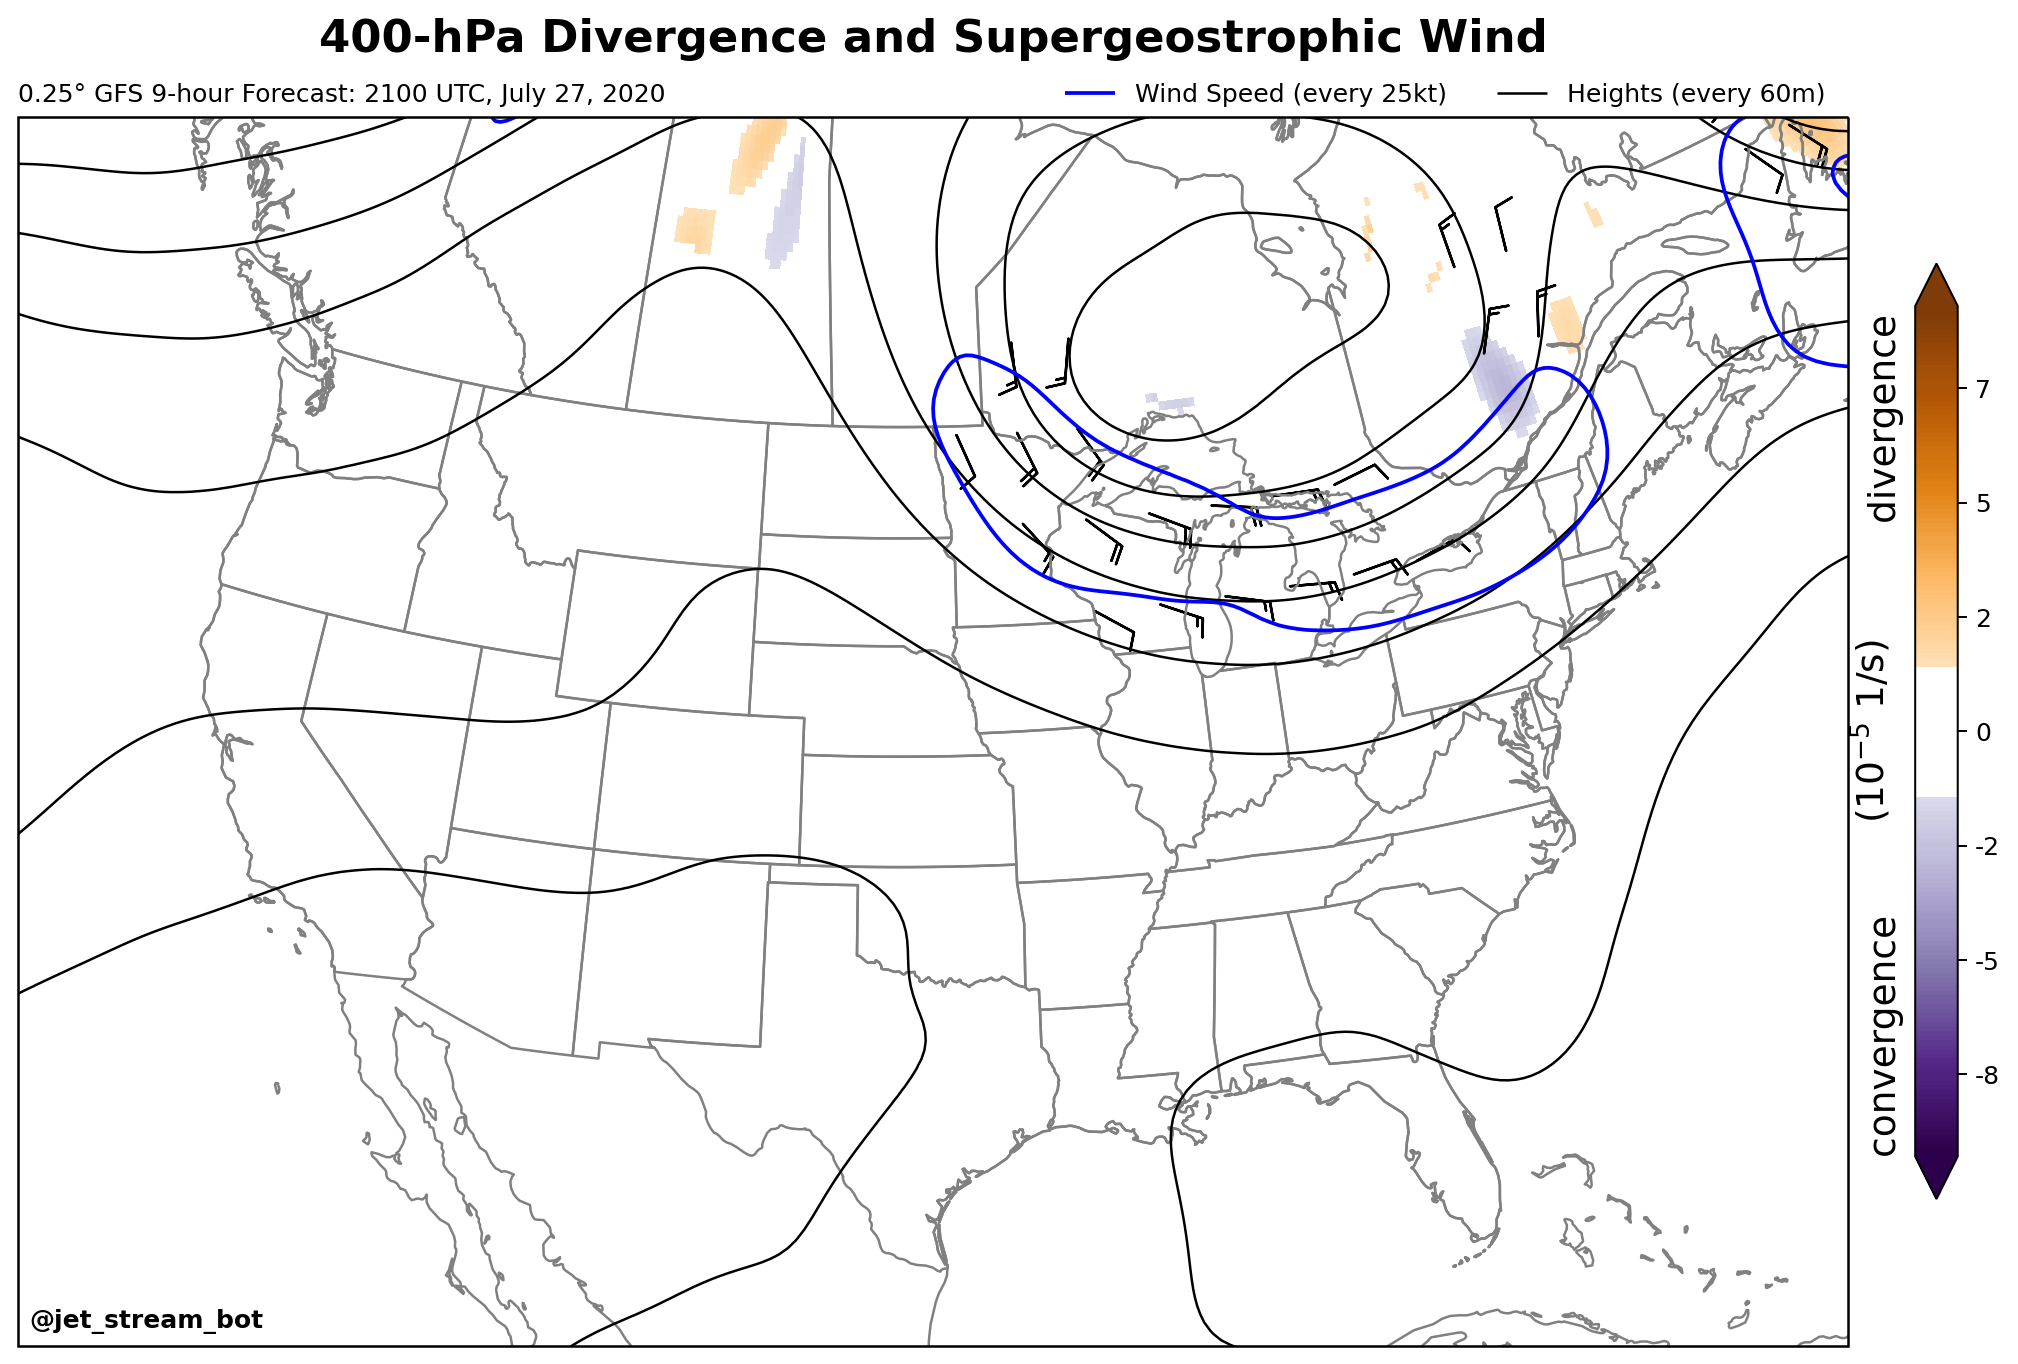 400-hPa Divergence and Supergeostrophic Wind
0.25° GFS 9-hour Forecast: 2100 UTC, July 27, 2020
Wind Speed (every 25kt)
Heights (every 60m)
divergence
(10⁻⁵ 1/s)
convergence
7
5
2
0
-2
-5
-8
@jet_stream_bot